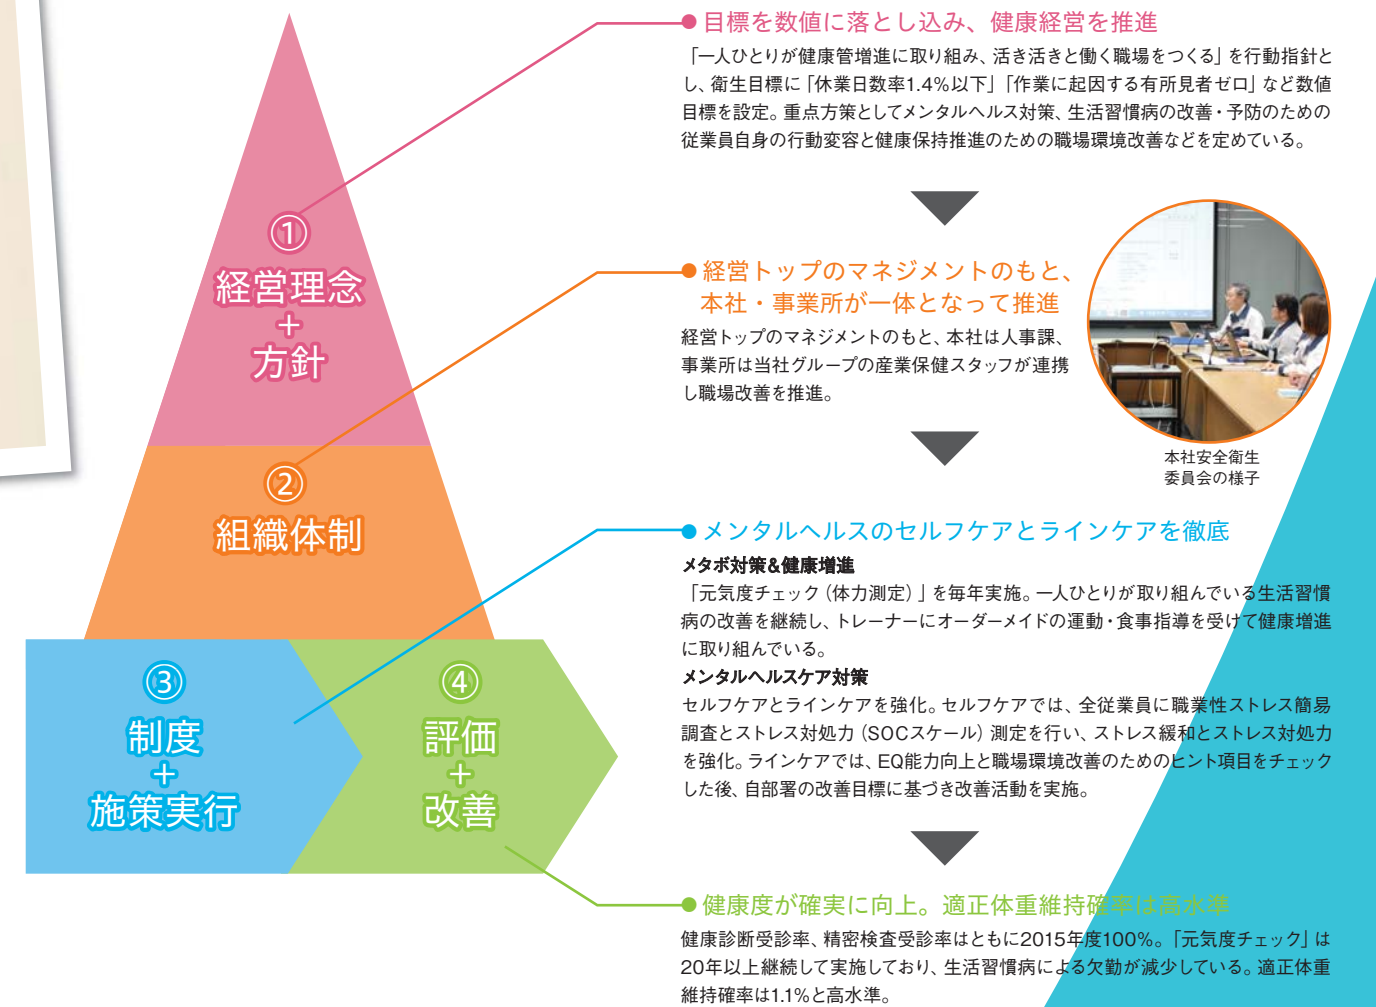 ①
経営理念
+
方針
②
組織体制
③
制度
+
施策実行
④
評価
+
改善
●目標を数値に落とし込み、健康経営を推進
「一人ひとりが健康管増進に取り組み、活き活きと働く職場をつくる」を行動指針と
し、衛生目標に「休業日数率1.4%以下」「作業に起因する有所見者ゼロ」など数値
目標を設定。重点方策としてメンタルヘルス対策、生活習慣病の改善・予防のための
従業員自身の行動変容と健康保持推進のための職場環境改善などを定めている。
●経営トップのマネジメントのもと、
本社・事業所が一体となって推進
経営トップのマネジメントのもと、本社は人事課、
事業所は当社グループの産業保健スタッフが連携
し職場改善を推進。
本社安全衛生
委員会の様子
●メンタルヘルスのセルフケアとラインケアを徹底
メタボ対策&健康増進
「元気度チェック(体力測定)」を毎年実施。一人ひとりが取り組んでいる生活習慣
病の改善を継続し、トレーナーにオーダーメイドの運動・食事指導を受けて健康増進
に取り組んでいる。
メンタルヘルスケア対策
セルフケアとラインケアを強化。セルフケアでは、全従業員に職業性ストレス簡易
調査とストレス対処力(SOCスケール)測定を行い、ストレス緩和とストレス対処力
を強化。ラインケアでは、EQ能力向上と職場環境改善のためのヒント項目をチェック
した後、自部署の改善目標に基づき改善活動を実施。
●健康度が確実に向上。適正体重維持確率は高水準
健康診断受診率、精密検査受診率はともに2015年度100%。「元気度チェック」は
20年以上継続して実施しており、生活習慣病による欠勤が減少している。適正体重
維持確率は1.1%と高水準。